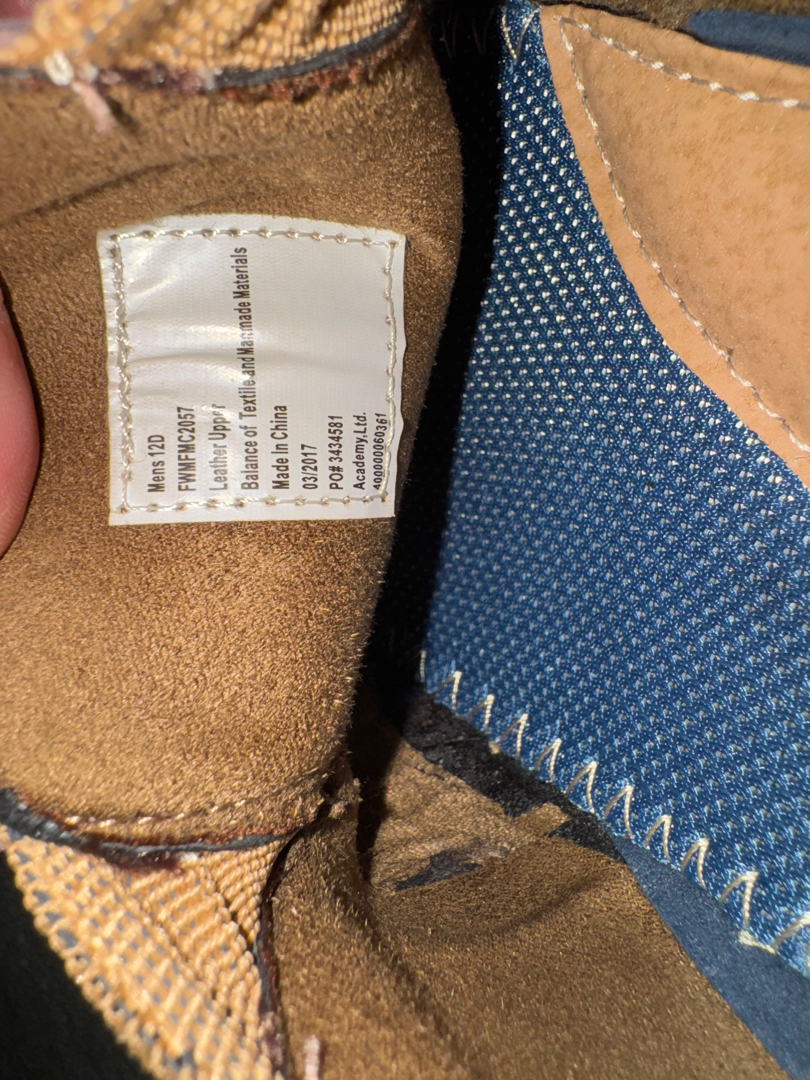 Mens 12D
FWMFMC2057
Leather Upper
Balance of Textile and Manmade Materials
Made In China
03/2017
PO# 3434581
Academy,Ltd.
400000060361